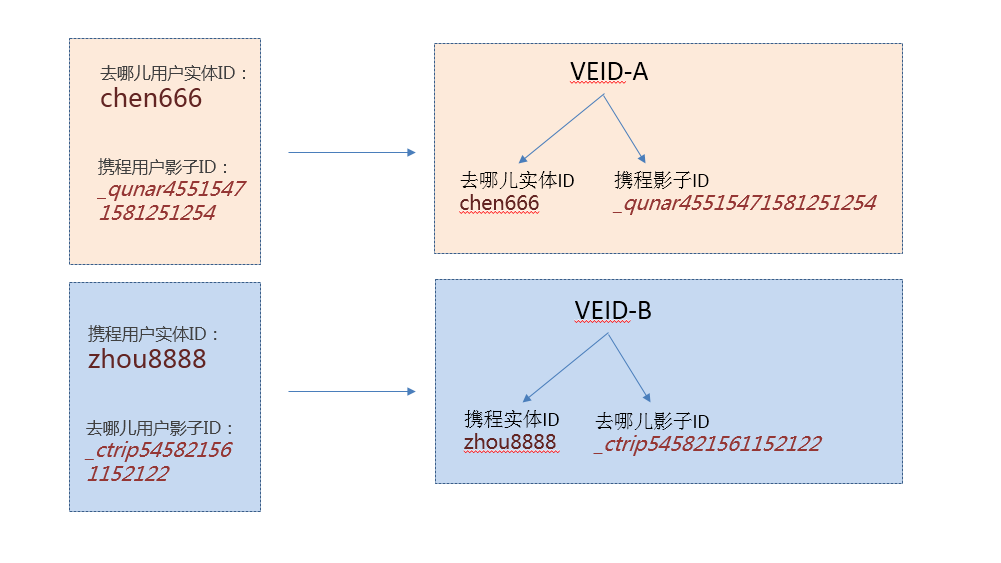 去哪儿用户实体ID：
chen666
携程用户影子ID：
_qunar4551547
1581251254
VEID-A
去哪儿实体ID
chen666
携程影子ID
_qunar45515471581251254
携程用户实体ID：
zhou8888
去哪儿用户影子ID：
_ctrip54582156
1152122
VEID-B
携程实体ID
zhou8888
去哪儿影子ID
_ctrip545821561152122